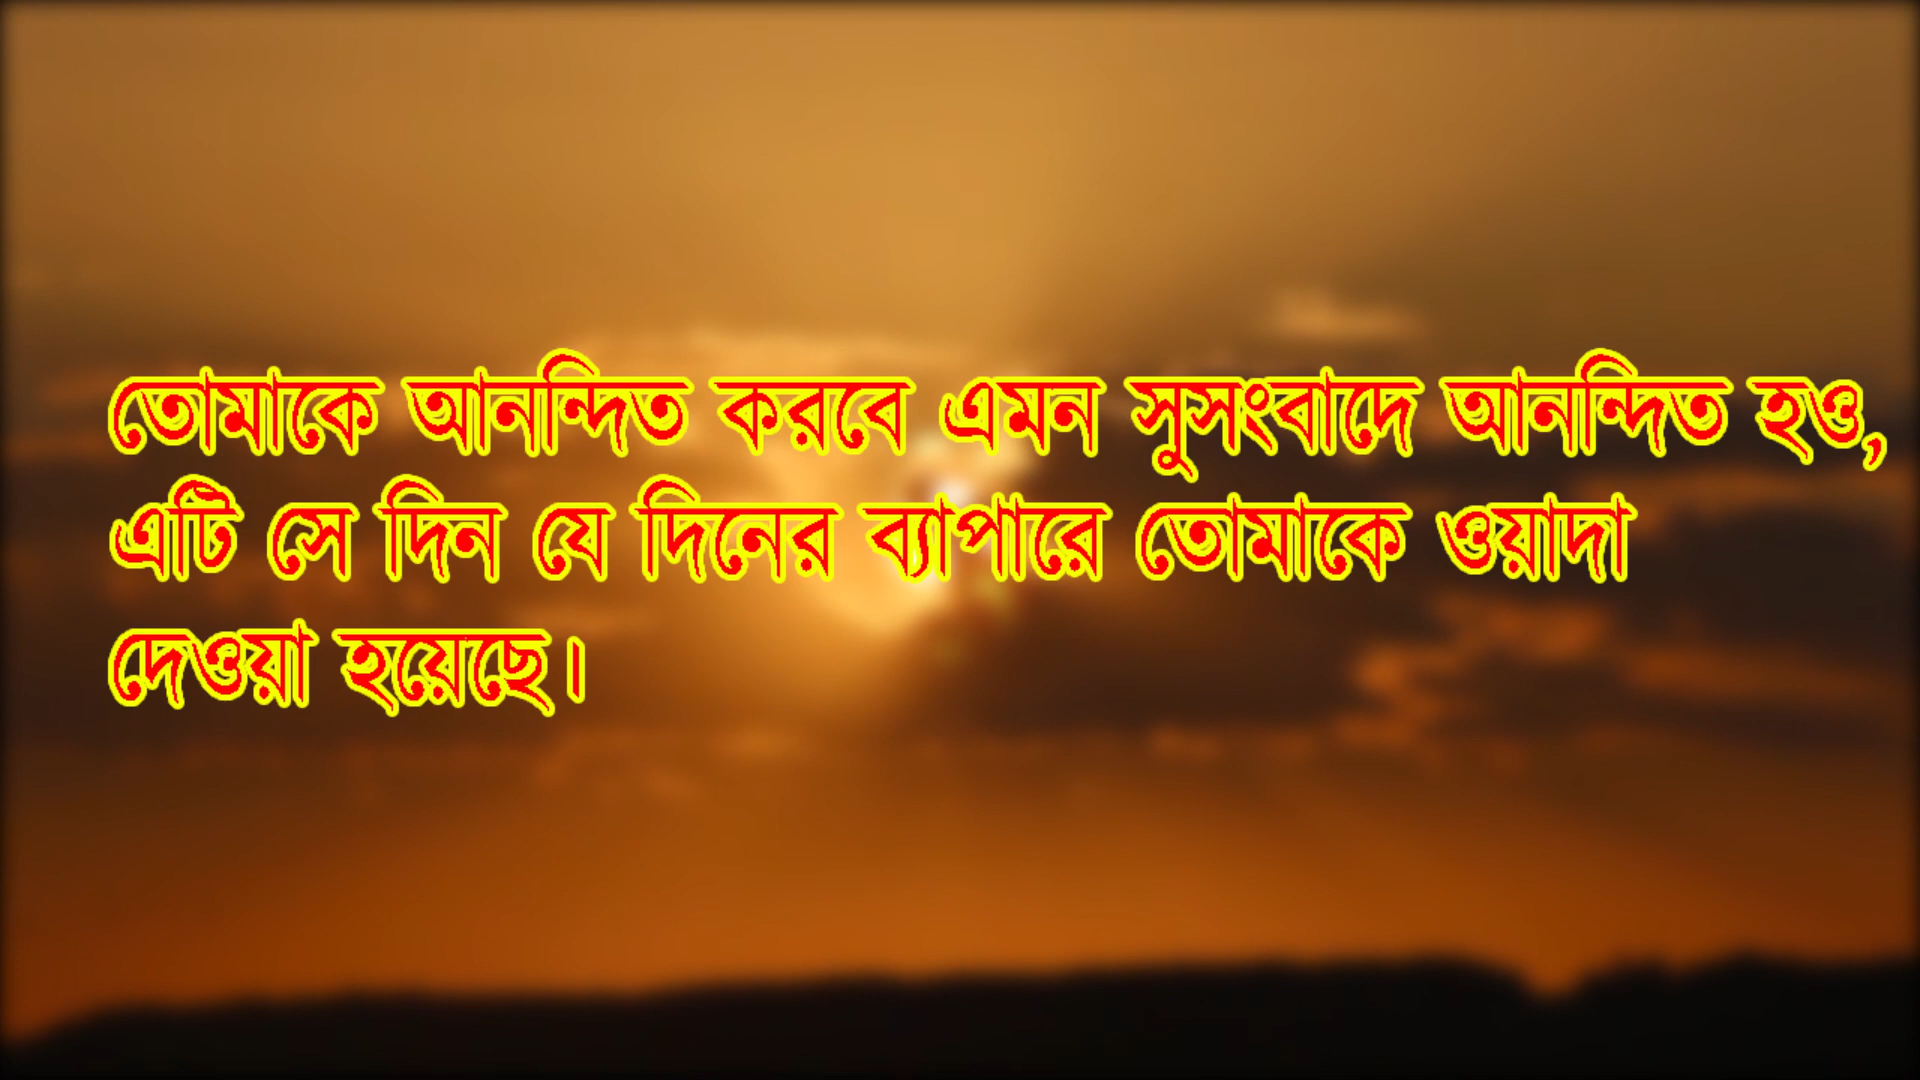 তোমাকে আনন্দিত করবে এমন সুসংবাদে আনন্দিত হও,
এটি সে দিন যে দিনের ব্যাপারে তোমাকে ওয়াদা
দেওয়া হয়েছে।